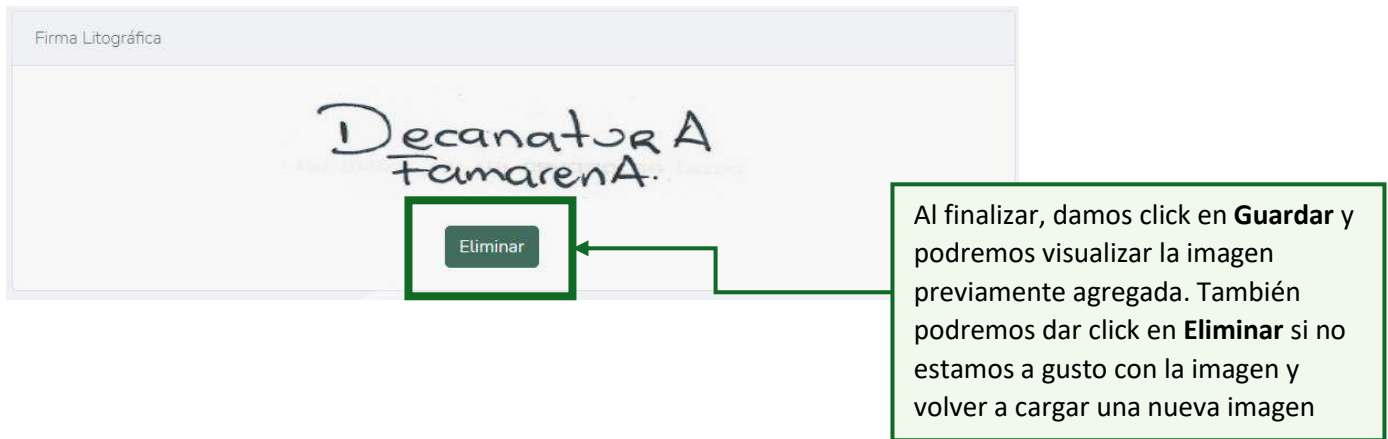 Firma Litográfica
DecanaturA
FamarenA.
Eliminar
Al finalizar, damos click en Guardar y
podremos visualizar la imagen
previamente agregada. También
podremos dar click en Eliminar si no
estamos a gusto con la imagen y
volver a cargar una nueva imagen